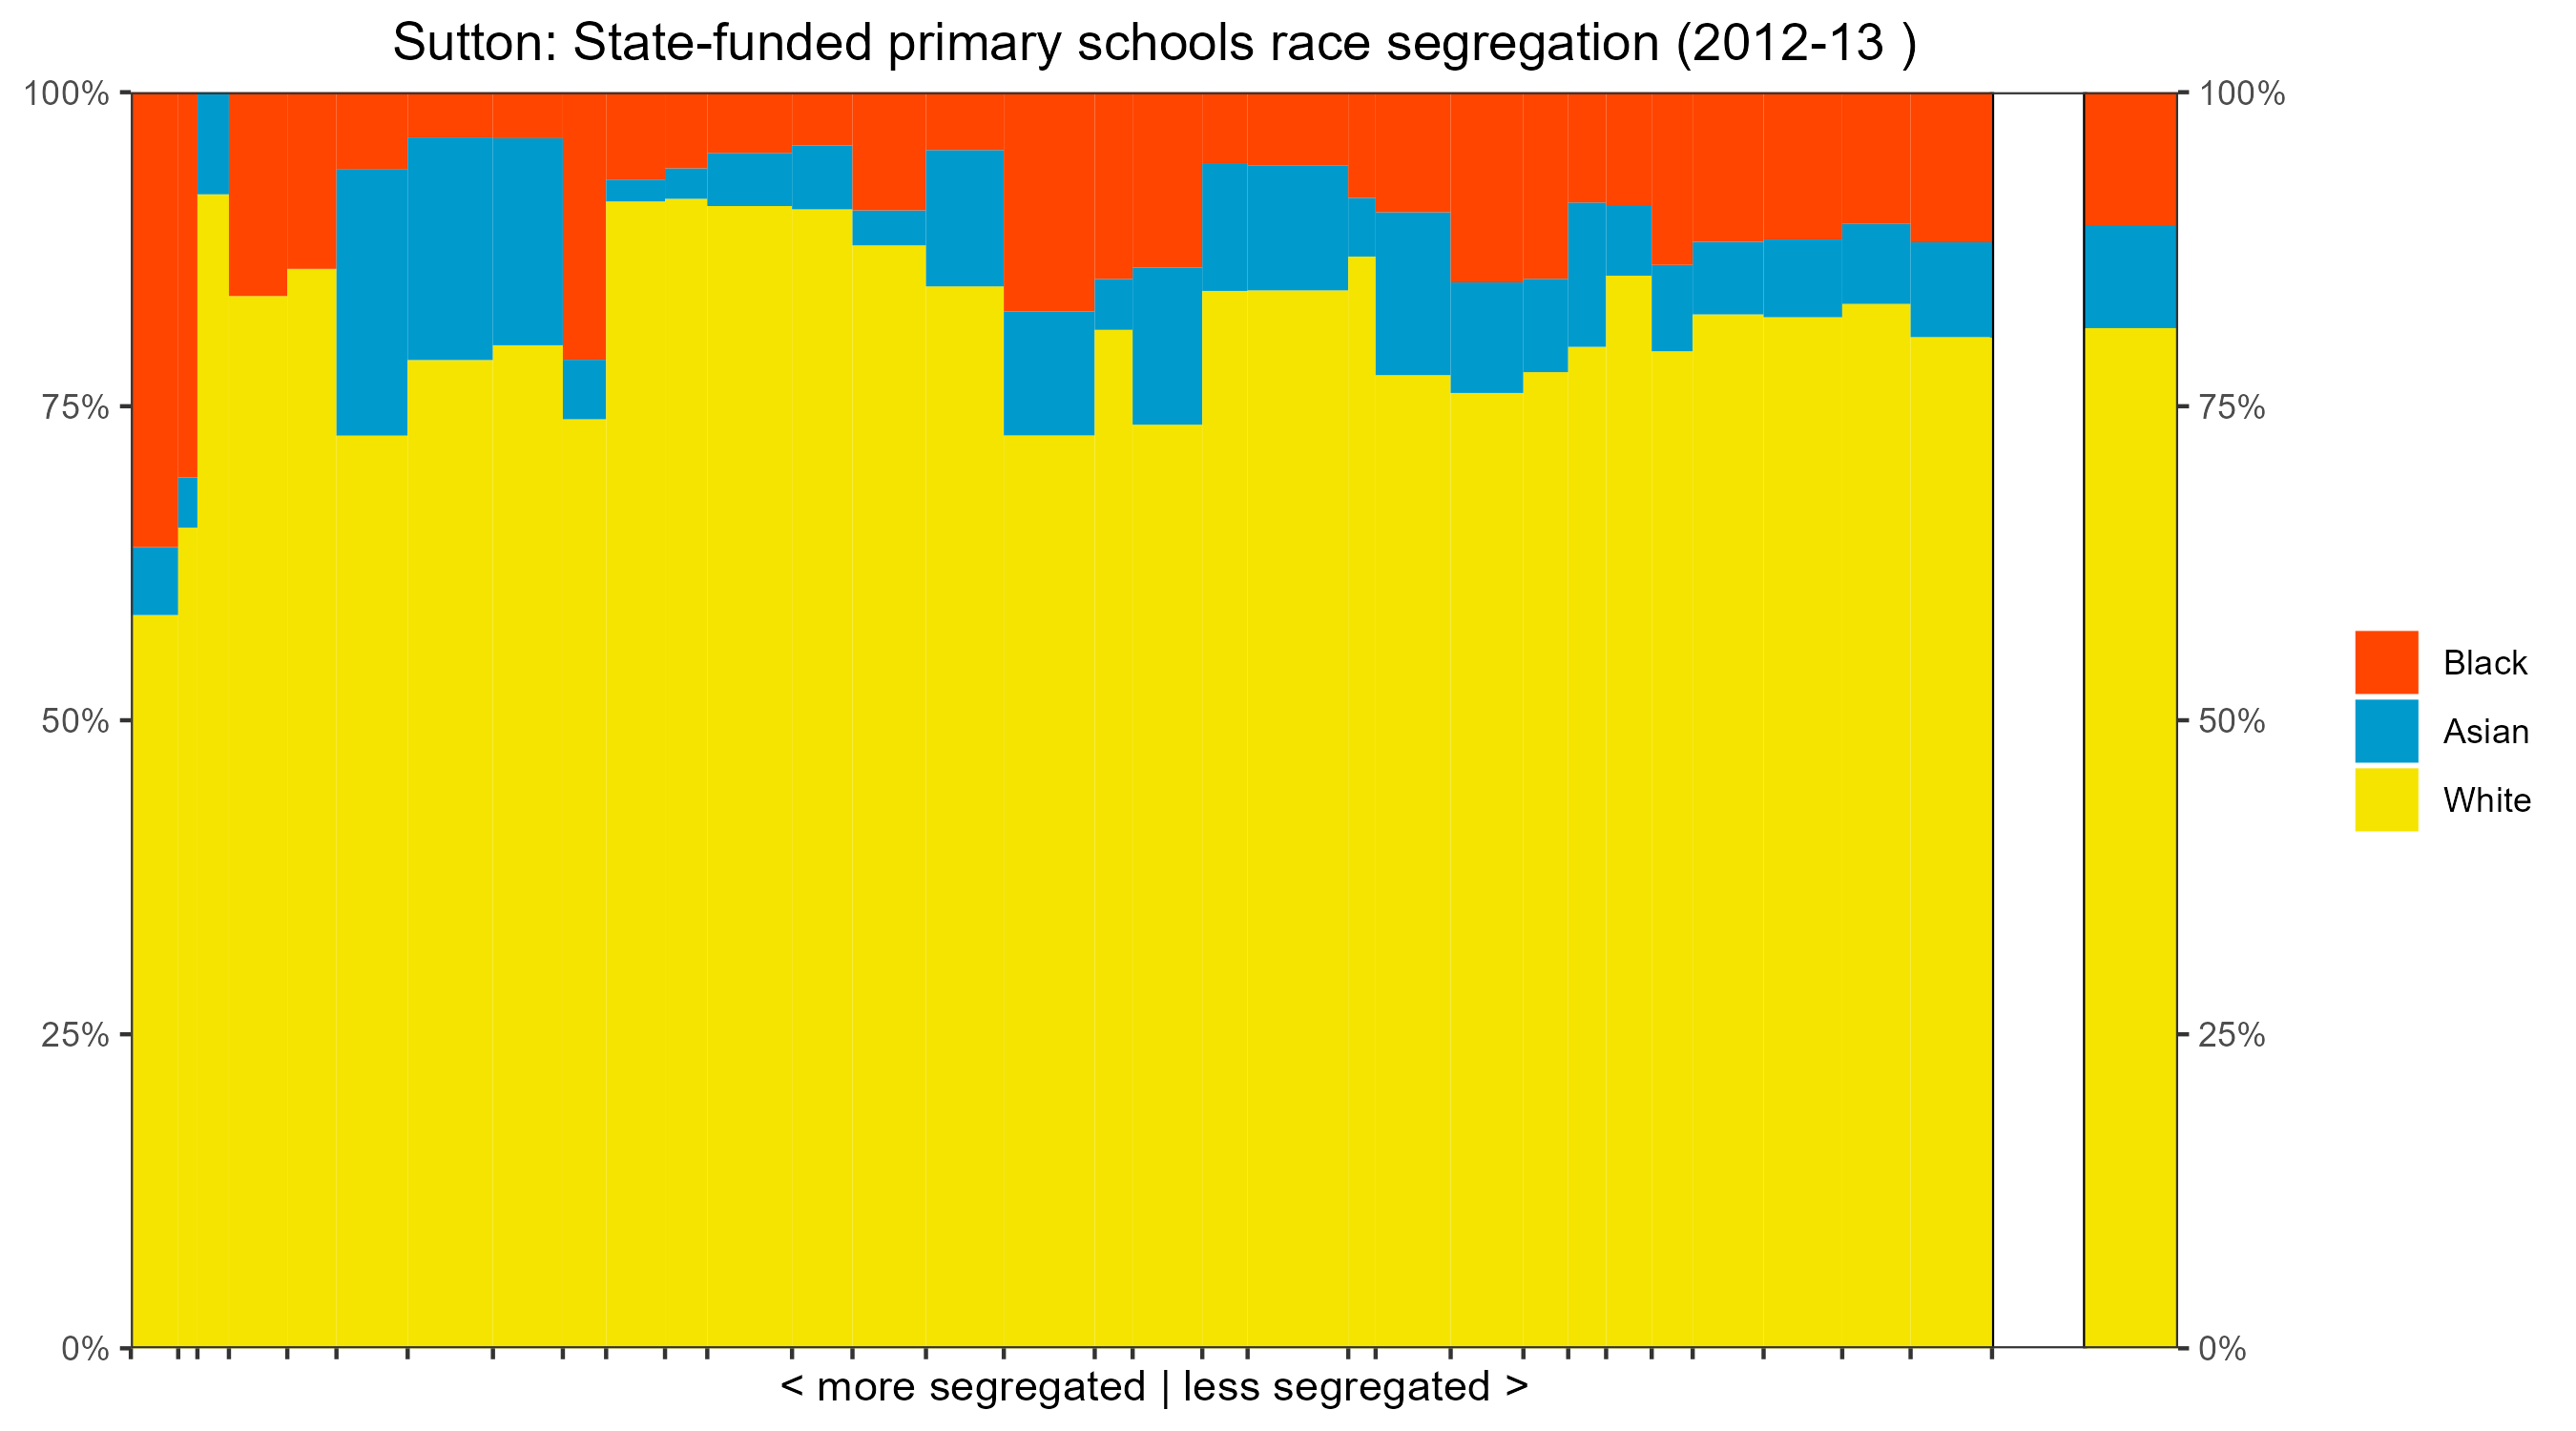 Sutton: State-funded primary schools race segregation (2012-13 )
100%
75%
50%
25%
0%
100%
75%
50%
25%
0%
Black
Asian
White
< more segregated | less segregated >